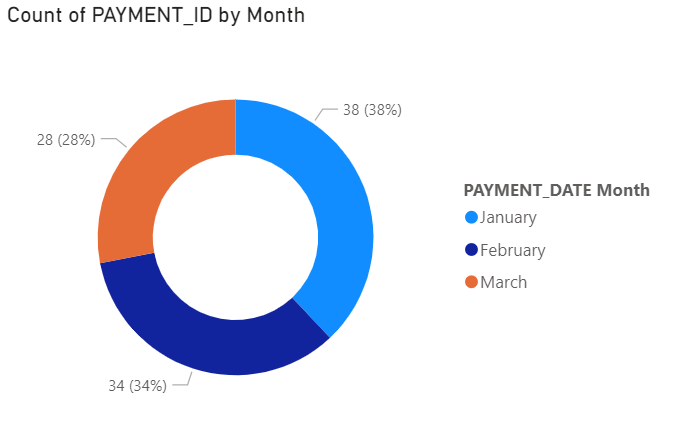 Count of PAYMENT_ID by Month
38 (38%)
28 (28%)
34 (34%)
PAYMENT_DATE Month
January
February
March